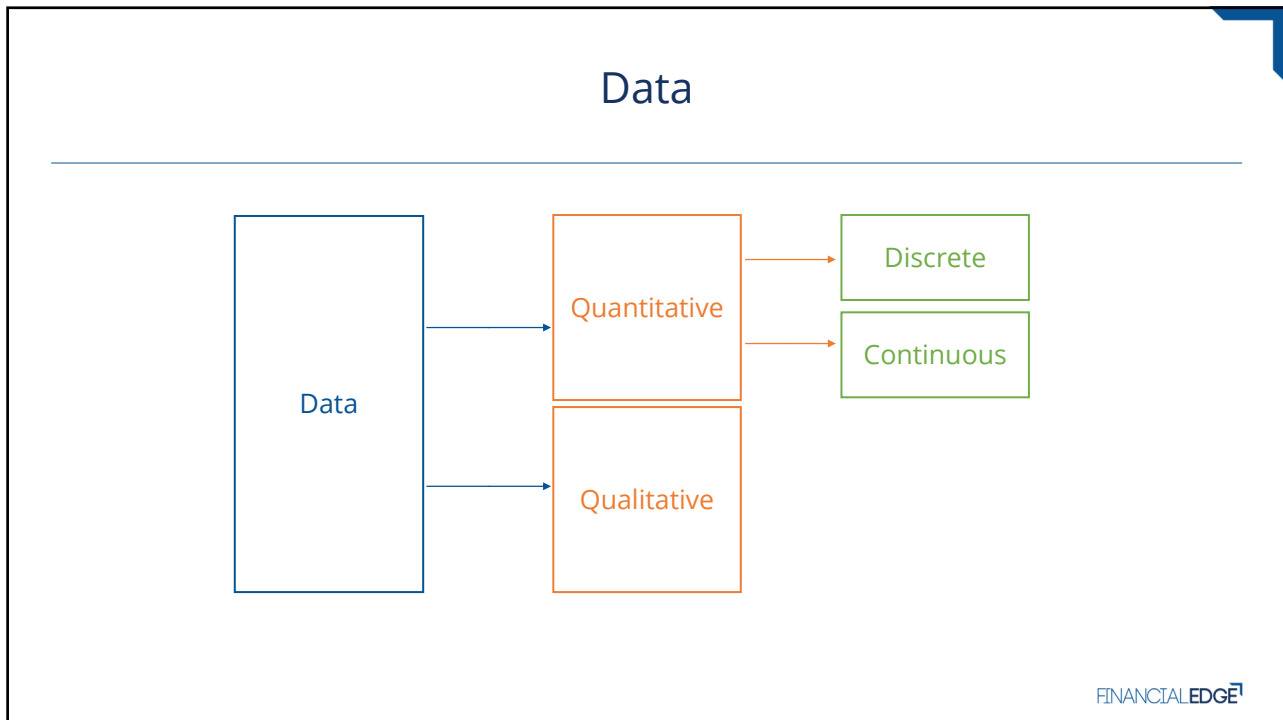 Data
Data
Quantitative
Qualitative
Discrete
Continuous
FINANCIALEDGE